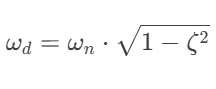 ω_d = ω_n · √(1 − ζ²)